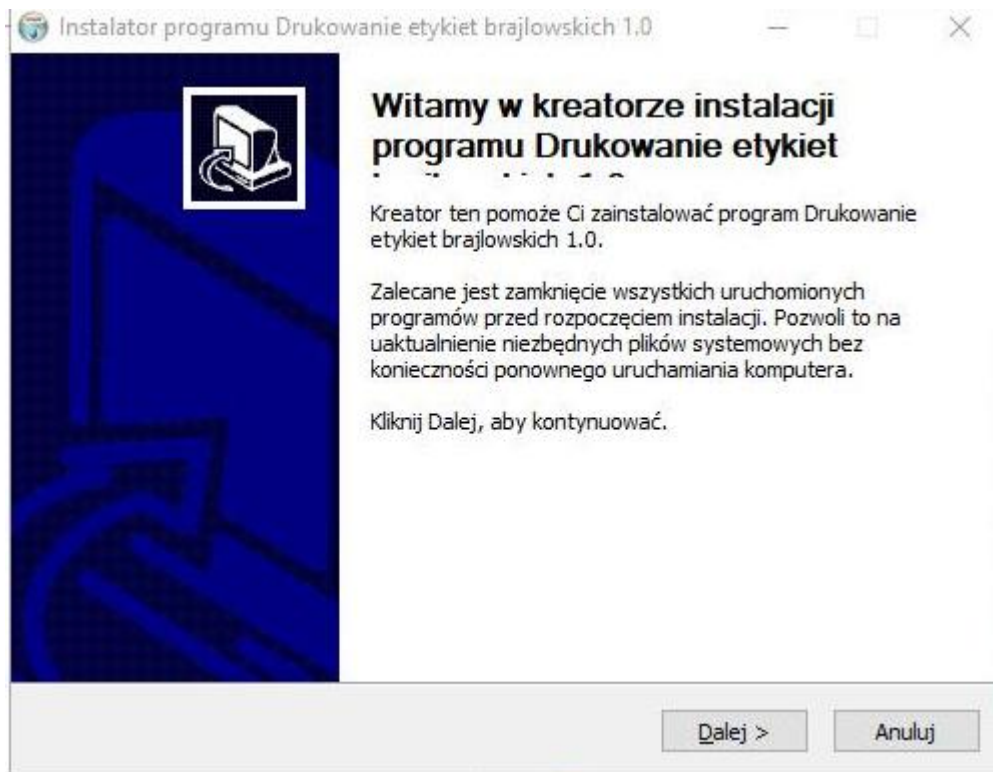 Instalator programu Drukowanie etykiet brajlowskich 1.0
Witamy w kreatorze instalacji
programu Drukowanie etykiet
Kreator ten pomoże Ci zainstalować program Drukowanie
etykiet brajlowskich 1.0.
Zalecane jest zamknięcie wszystkich uruchomionych
programów przed rozpoczęciem instalacji. Pozwoli to na
uaktualnienie niezbędnych plików systemowych bez
konieczności ponownego uruchamiania komputera.
Kliknij Dalej, aby kontynuować.
Dalej >
Anuluj